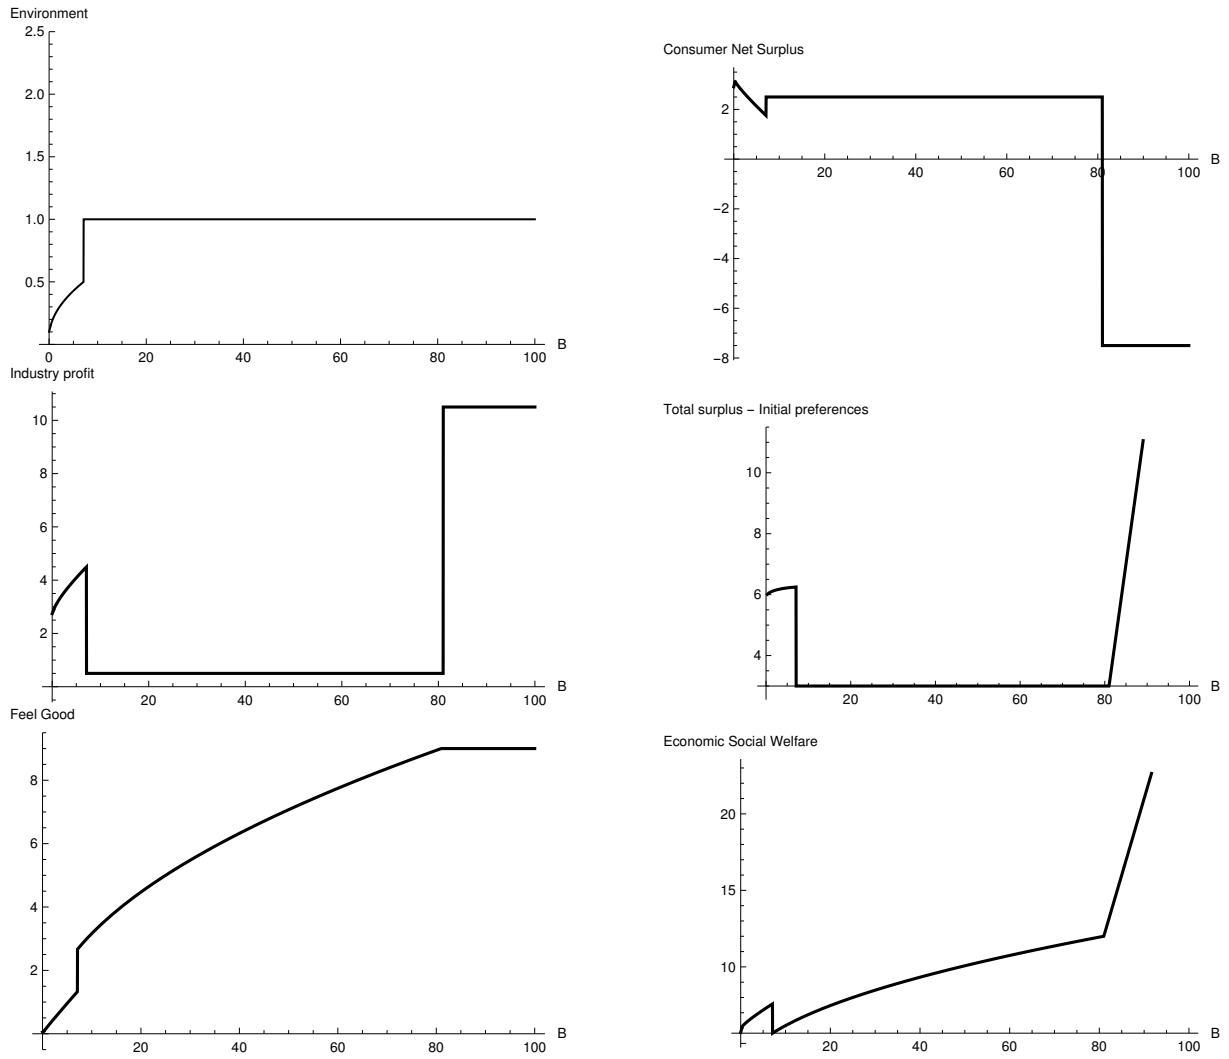 Environment
2.5
2.0
1.5
1.0
0.5
0 20 40 60 80 100 B
Consumer Net Surplus
2
20 40 60 80 100 B
−2
−4
−6
−8
Industry profit
10
8
6
4
2
20 40 60 80 100 B
Total surplus − Initial preferences
10
8
6
4
20 40 60 80 100 B
Feel Good
8
6
4
2
20 40 60 80 100 B
Economic Social Welfare
20
15
10
20 40 60 80 100 B